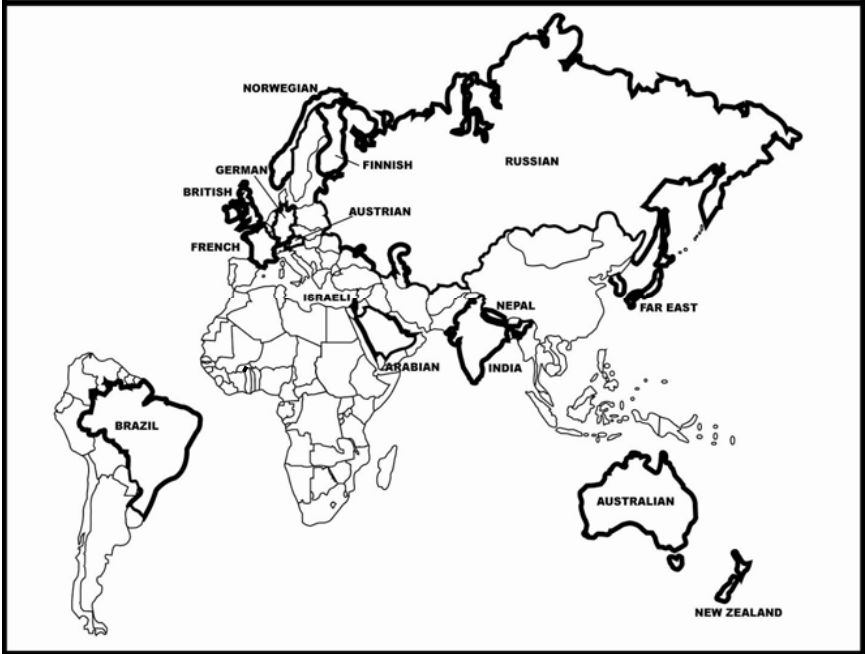 NORWEGIAN
FINNISH
RUSSIAN
GERMAN
BRITISH
AUSTRIAN
FRENCH
ISRAELI
NEPAL
FAR EAST
ARABIAN
INDIA
BRAZIL
AUSTRALIAN
NEW ZEALAND